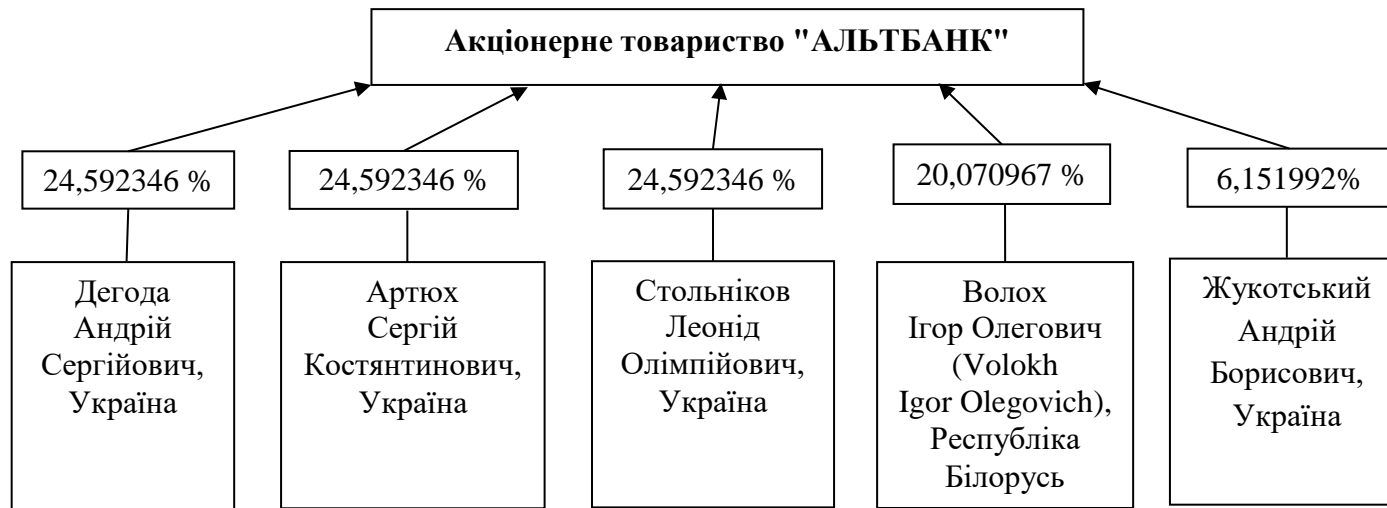 Акціонерне товариство "АЛЬТБАНК"
24,592346 %
24,592346 %
24,592346 %
20,070967 %
6,151992%
Дегода
Андрій
Сергійович,
Україна
Артюх
Сергій
Костянтинович,
Україна
Стольніков
Леонід
Олімпійович,
Україна
Волох
Ігор Олегович
(Volokh
Igor Olegovich),
Республіка
Білорусь
Жукотський
Андрій
Борисович,
Україна